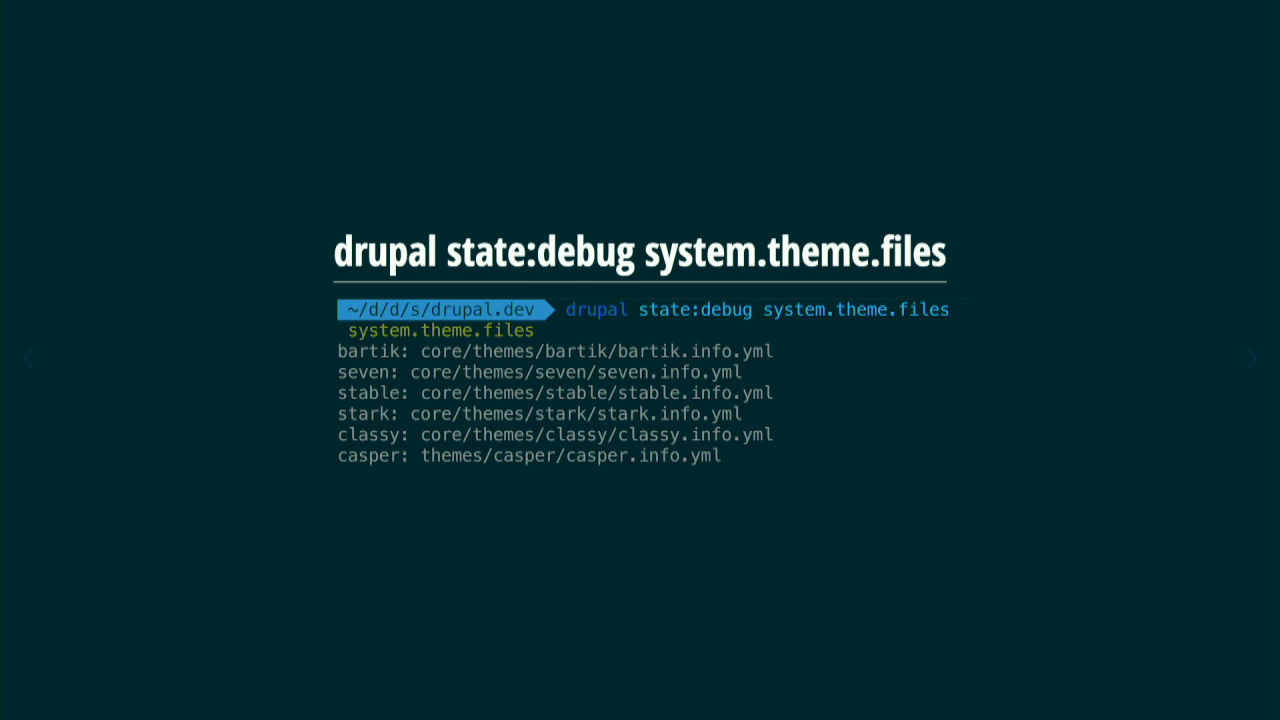 drupal state:debug system.theme.files
~/d/d/s/drupal.dev drupal state:debug system.theme.files
system.theme.files
bartik: core/themes/bartik/bartik.info.yml
seven: core/themes/seven/seven.info.yml
stable: core/themes/stable/stable.info.yml
stark: core/themes/stark/stark.info.yml
classy: core/themes/classy/classy.info.yml
casper: themes/casper/casper.info.yml